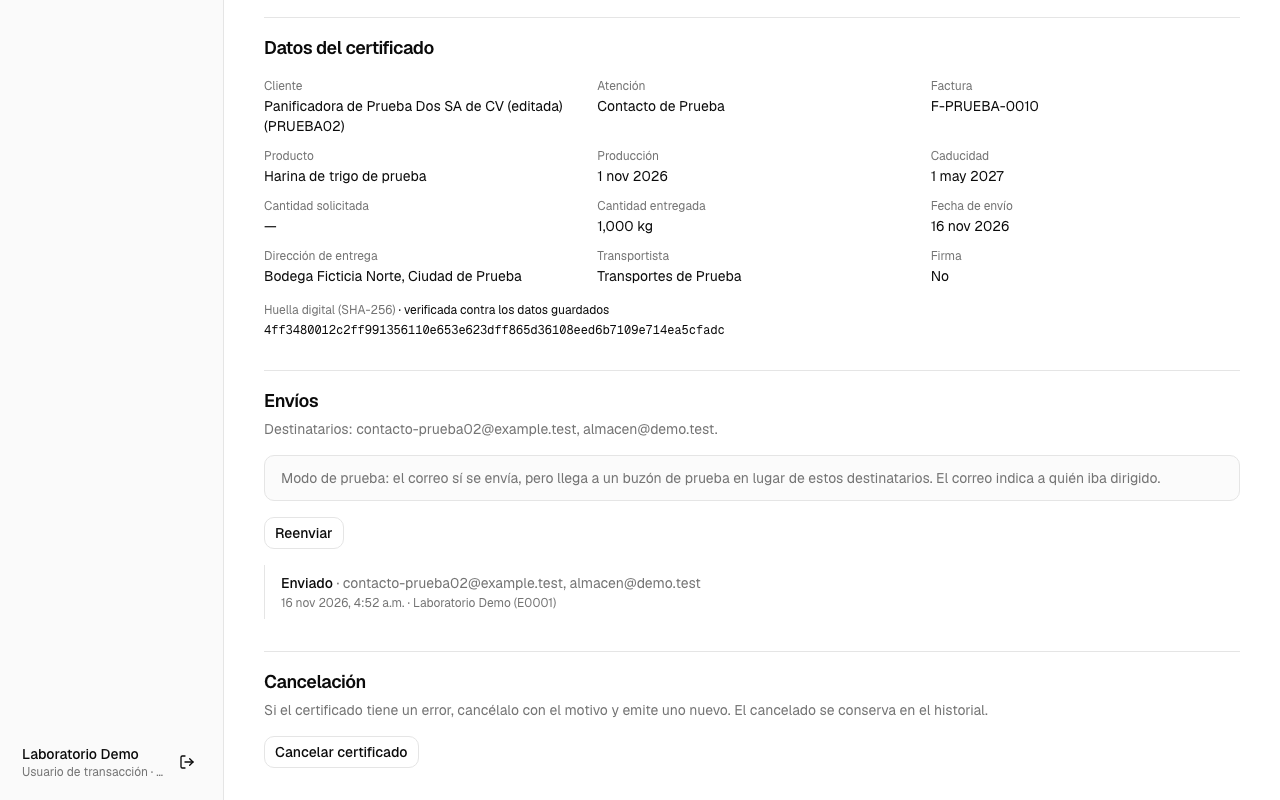 Datos del certificado
Cliente
Atención
Factura
Panificadora de Prueba Dos SA de CV (editada)
(PRUEBA02)
Contacto de Prueba
F-PRUEBA-0010
Producto
Producción
Caducidad
Harina de trigo de prueba
1 nov 2026
1 may 2027
Cantidad solicitada
Cantidad entregada
Fecha de envío
—
1,000 kg
16 nov 2026
Dirección de entrega
Transportista
Firma
Bodega Ficticia Norte, Ciudad de Prueba
Transportes de Prueba
No
Huella digital (SHA-256) · verificada contra los datos guardados
4ff3480012c2ff991356110e653e623dff865d36108eed6b7109e714ea5cfadc
Envíos
Destinatarios: contacto-prueba02@example.test, almacen@demo.test.
Modo de prueba: el correo sí se envía, pero llega a un buzón de prueba en lugar de estos destinatarios. El correo indica a quién iba dirigido.
Reenviar
Enviado · contacto-prueba02@example.test, almacen@demo.test
16 nov 2026, 4:52 a.m. · Laboratorio Demo (E0001)
Cancelación
Si el certificado tiene un error, cancélalo con el motivo y emite uno nuevo. El cancelado se conserva en el historial.
Cancelar certificado
Laboratorio Demo
Usuario de transacción · ...